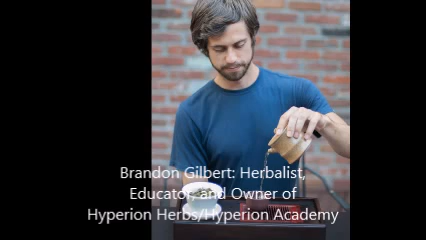 Brandon Gilbert: Herbalist,
Educator, and Owner of
Hyperion Herbs/Hyperion Academy